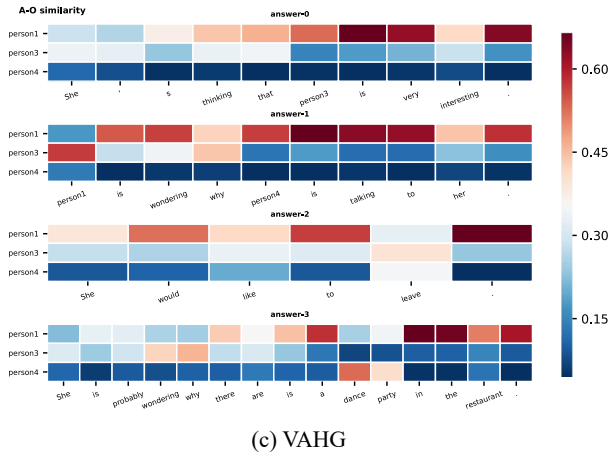 A-O similarity
answer-0
person1
person3
person4
She ' s thinking that person3 is very interesting .
answer-1
person1
person3
person4
person1 is wondering why person4 is talking to her .
answer-2
person1
person3
person4
She would like to leave .
answer-3
person1
person3
person4
She is probably wondering why there are is a dance party in the restaurant .
0.60
0.45
0.30
0.15
(c) VAHG